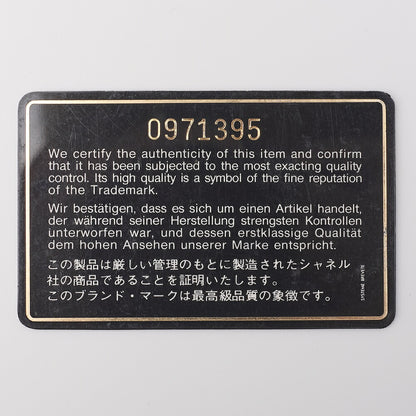 0971395
We certify the authenticity of this item and confirm
that it has been subjected to the most exacting quality
control. Its high quality is a symbol of the fine reputation
of the Trademark.
Wir bestätigen, dass es sich um einen Artikel handelt,
der während seiner Herstellung strengsten Kontrollen
unterworfen war, und dessen erstklassige Qualität
dem hohen Ansehen unserer Marke entspricht.
この製品は厳しい管理のもとに製造されたシャネル
社の商品であることを証明いたします。
このブランド・マークは最高級品質の象徴です。
SYSTEME BREVETE